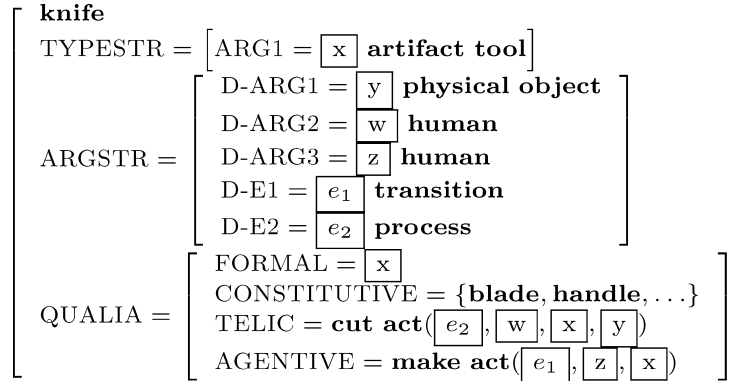 knife
TYPESTR = [ARG1 = x artifact tool]
D-ARG1 = y physical object
D-ARG2 = w human
ARGSTR = D-ARG3 = z human
D-E1 = e₁ transition
D-E2 = e₂ process
FORMAL = x
CONSTITUTIVE = {blade, handle, ...}
QUALIA = TELIC = cut act(e₂, w, x, y)
AGENTIVE = make act(e₁, z, x)